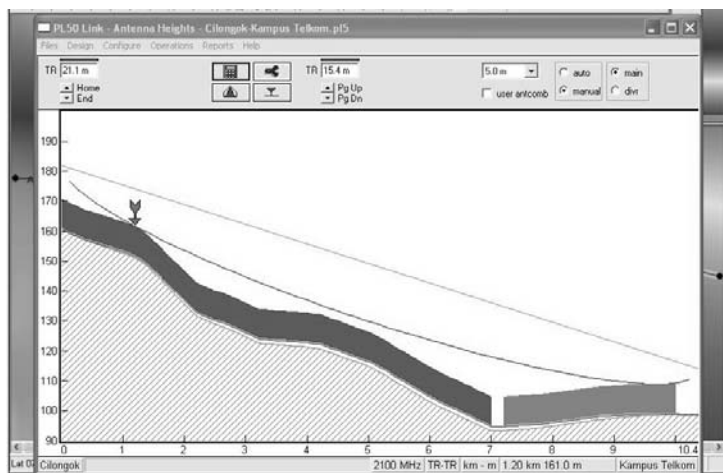 PL50 Link - Antenna Heights - Cilongok-Kampus Telkom.pl5
Files Design Configure Operations Reports Help
TR 21.1 m
Home
End
TR 15.4 m
Pg Up
Pg Dn
5.0 m
user antcomb
auto
manual
main
divr
190
180
170
160
150
140
130
120
110
100
90
0 1 2 3 4 5 6 7 8 9 10.4
Lat
Cilongok
2100 MHz TR-TR km - m 1.20 km 161.0 m Kampus Telkom